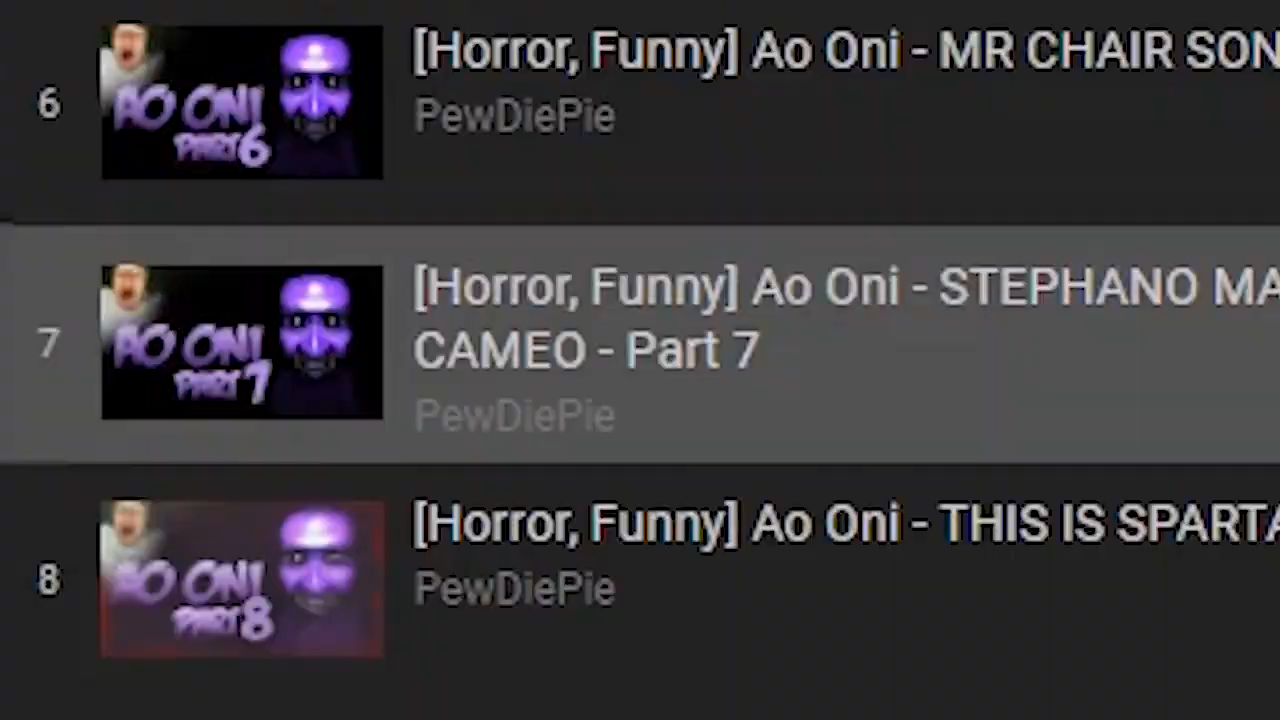 6
AO ONI
PART 6
[Horror, Funny] Ao Oni - MR CHAIR SON
PewDiePie
7
AO ONI
PART 7
[Horror, Funny] Ao Oni - STEPHANO MA
CAMEO - Part 7
PewDiePie
8
AO ONI
PART 8
[Horror, Funny] Ao Oni - THIS IS SPARTA
PewDiePie